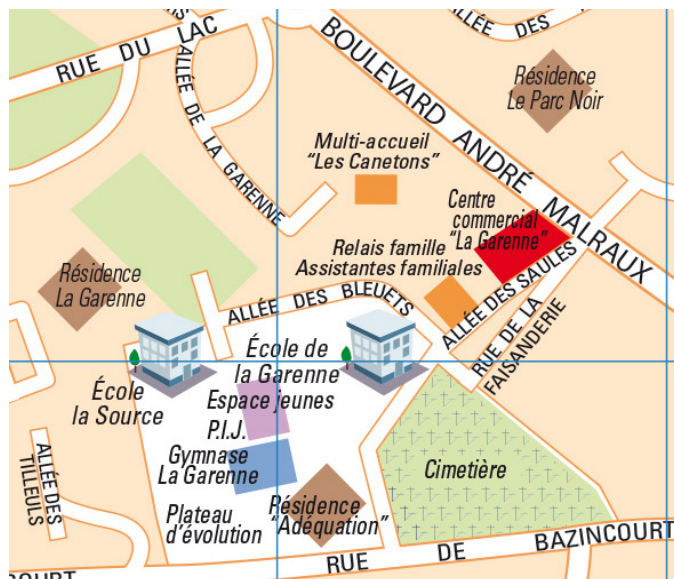 RUE DU LAC
ALLÉE DE LA GARENNE
ALLÉE DES
BOULEVARD ANDRÉ MALRAUX
Résidence
Le Parc Noir
Multi-accueil
"Les Canetons"
Centre
commercial
"La Garenne"
Relais famille
Assistantes familiales
Résidence
La Garenne
ALLÉE DES BLEUETS
ALLÉE DES SAULES
RUE DE LA
FAISANDERIE
École
la Source
École de
la Garenne
Espace jeunes
P.I.J.
Gymnase
La Garenne
Cimetière
ALLÉE DES
TILLEULS
Plateau
d'évolution
Résidence
"Adéquation"
RUE DE BAZINCOURT
COURT